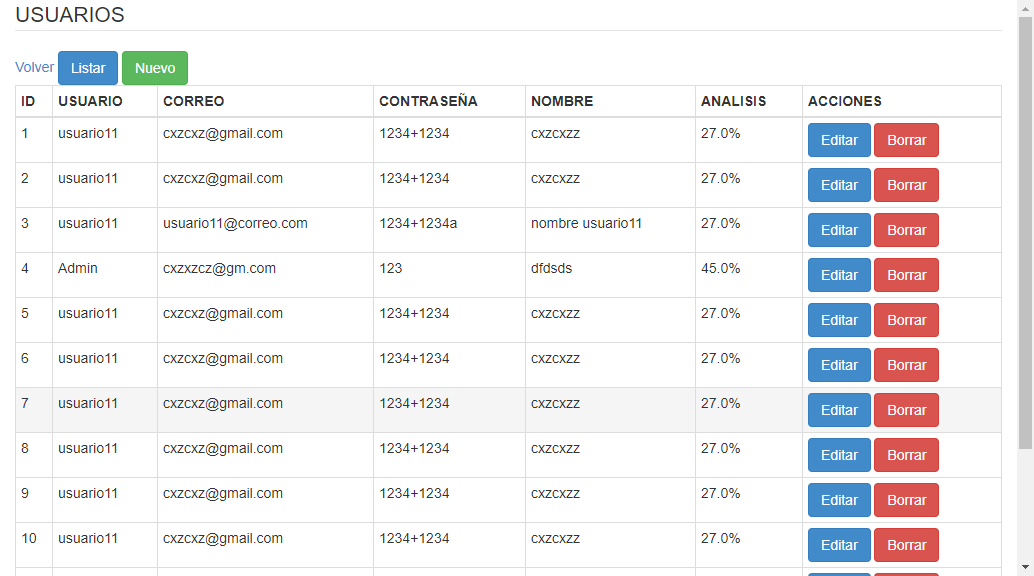 USUARIOS
Volver Listar Nuevo
ID USUARIO CORREO CONTRASEÑA NOMBRE ANALISIS ACCIONES
1 usuario11 cxzcxz@gmail.com 1234+1234 cxzcxzz 27.0% Editar Borrar
2 usuario11 cxzcxz@gmail.com 1234+1234 cxzcxzz 27.0% Editar Borrar
3 usuario11 usuario11@correo.com 1234+1234a nombre usuario11 27.0% Editar Borrar
4 Admin cxzxzcz@gm.com 123 dfdsds 45.0% Editar Borrar
5 usuario11 cxzcxz@gmail.com 1234+1234 cxzcxzz 27.0% Editar Borrar
6 usuario11 cxzcxz@gmail.com 1234+1234 cxzcxzz 27.0% Editar Borrar
7 usuario11 cxzcxz@gmail.com 1234+1234 cxzcxzz 27.0% Editar Borrar
8 usuario11 cxzcxz@gmail.com 1234+1234 cxzcxzz 27.0% Editar Borrar
9 usuario11 cxzcxz@gmail.com 1234+1234 cxzcxzz 27.0% Editar Borrar
10 usuario11 cxzcxz@gmail.com 1234+1234 cxzcxzz 27.0% Editar Borrar